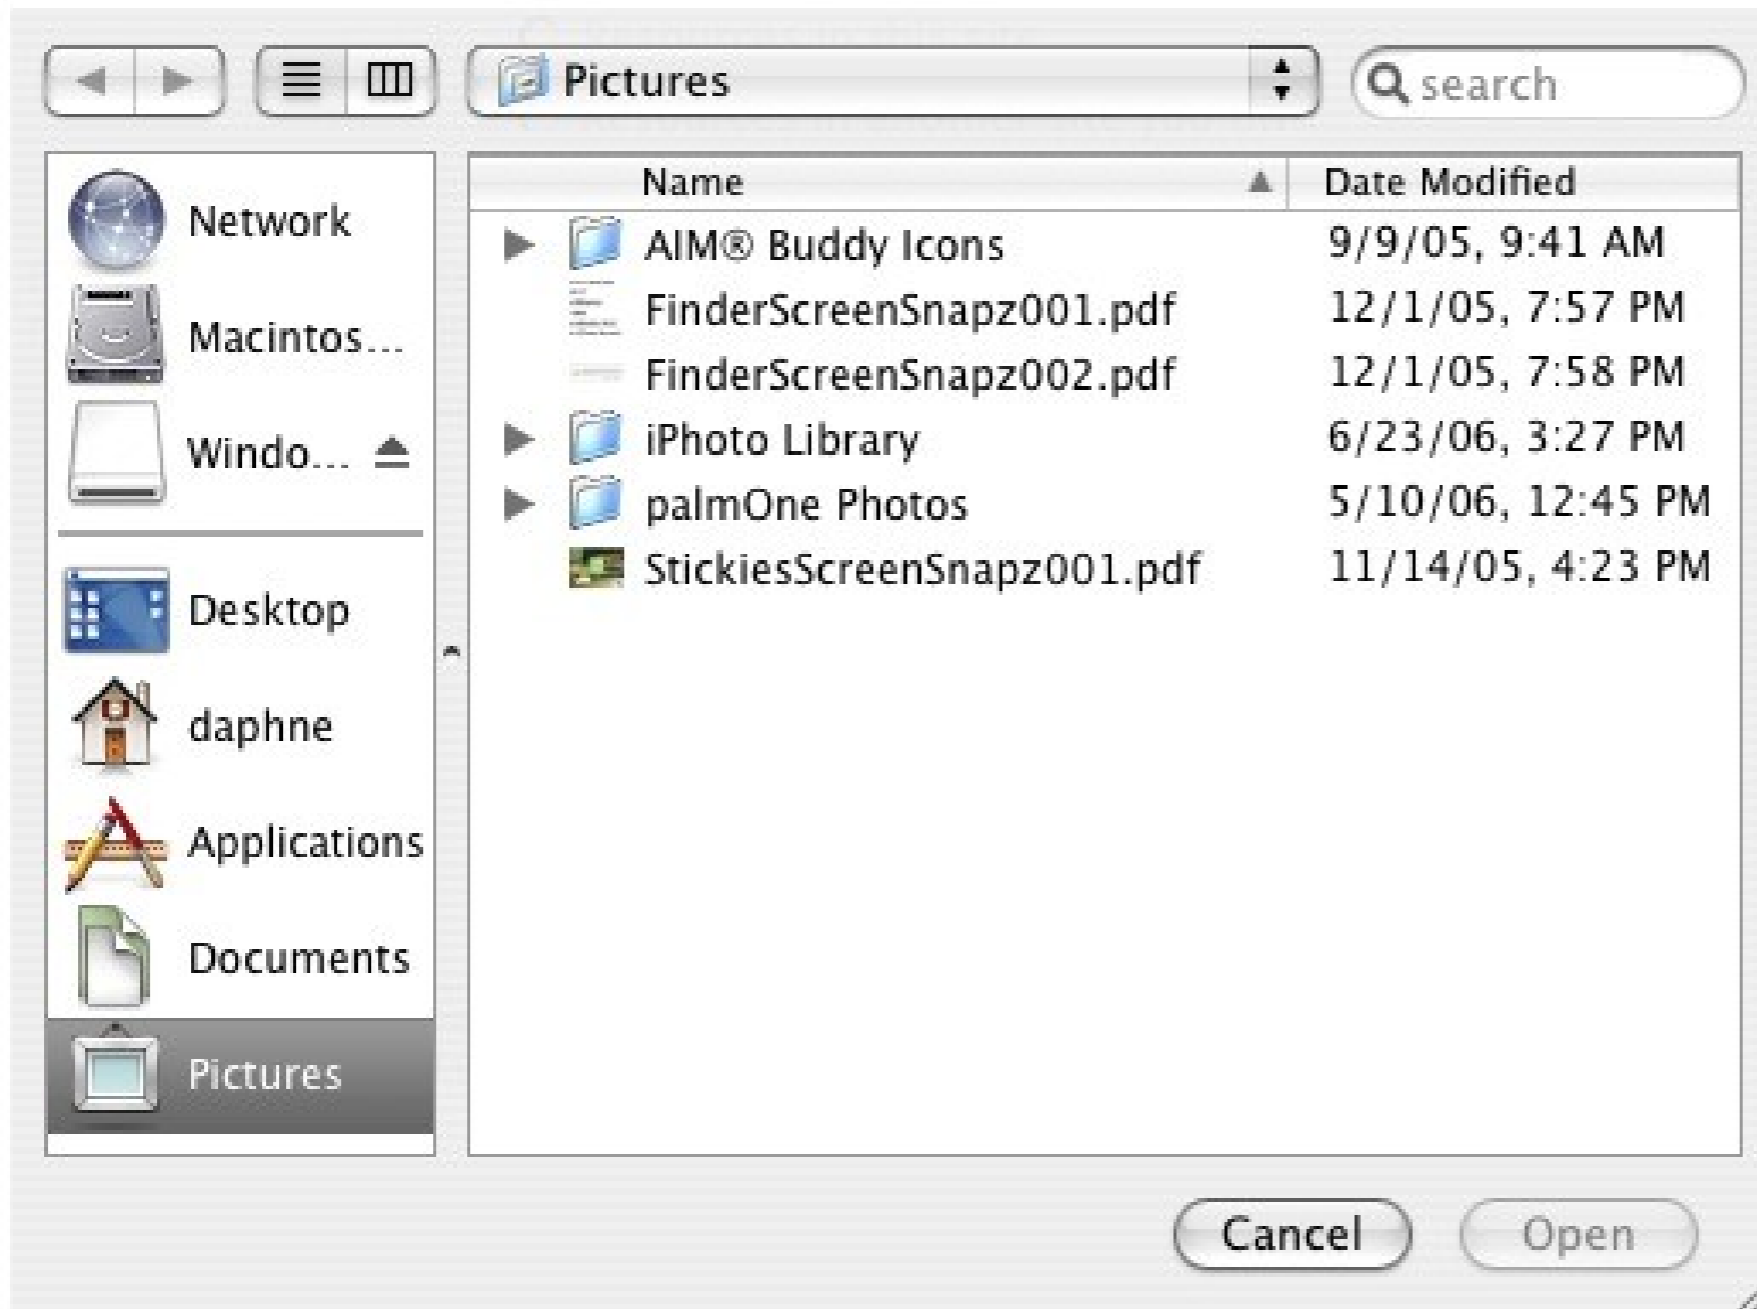 Pictures
search
Network
Macintos...
Windo...
Desktop
daphne
Applications
Documents
Pictures
Name Date Modified
AIM® Buddy Icons 9/9/05, 9:41 AM
FinderScreenSnapz001.pdf 12/1/05, 7:57 PM
FinderScreenSnapz002.pdf 12/1/05, 7:58 PM
iPhoto Library 6/23/06, 3:27 PM
palmOne Photos 5/10/06, 12:45 PM
StickiesScreenSnapz001.pdf 11/14/05, 4:23 PM
Cancel Open